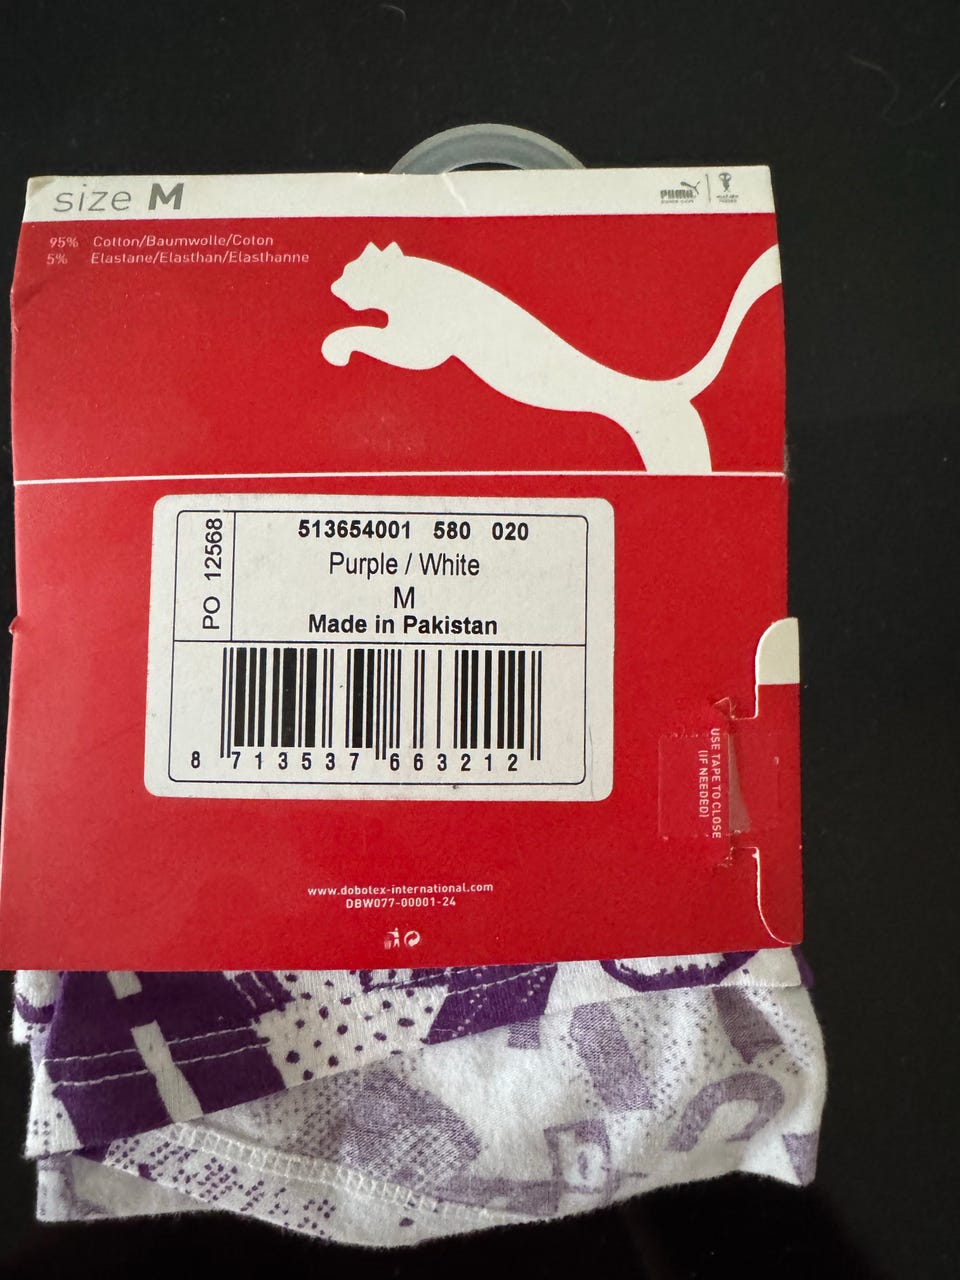 size M
PUMA
95% Cotton/Baumwolle/Coton
5% Elastane/Elasthan/Elasthanne
PO 12568
513654001 580 020
Purple / White
M
Made in Pakistan
8 713537 663212
USE TAPE TO CLOSE
(IF NEEDED)
www.dobotex-international.com
DBW077-00001-24